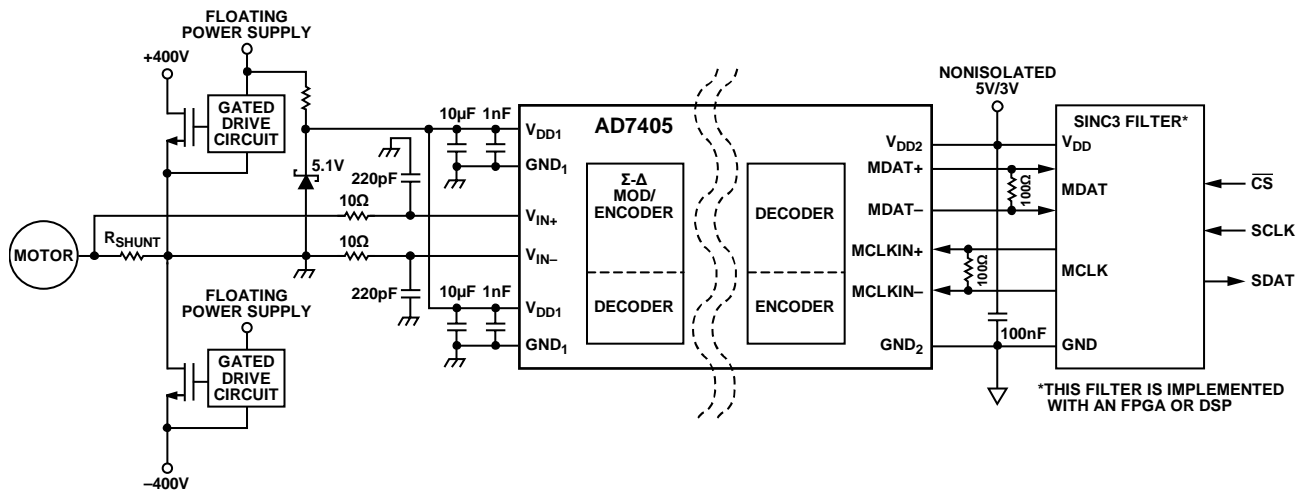 FLOATING
POWER SUPPLY
+400V
GATED
DRIVE
CIRCUIT
5.1V
MOTOR
RSHUNT
FLOATING
POWER SUPPLY
GATED
DRIVE
CIRCUIT
–400V
220pF
10Ω
10Ω
220pF
10µF 1nF
10µF 1nF
AD7405
VDD1
GND1
VIN+
VIN–
VDD1
GND1
Σ-Δ
MOD/
ENCODER
DECODER
DECODER
ENCODER
VDD2
MDAT+
MDAT–
MCLKIN+
MCLKIN–
GND2
NONISOLATED
5V/3V
100Ω
100Ω
100nF
SINC3 FILTER*
VDD
MDAT
MCLK
GND
CS
SCLK
SDAT
*THIS FILTER IS IMPLEMENTED
WITH AN FPGA OR DSP